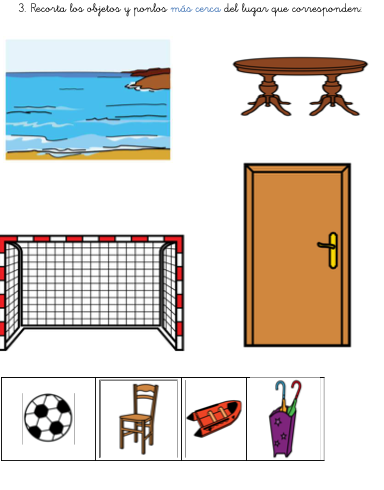 3. Recorta los objetos y ponlos más cerca del lugar que corresponden: